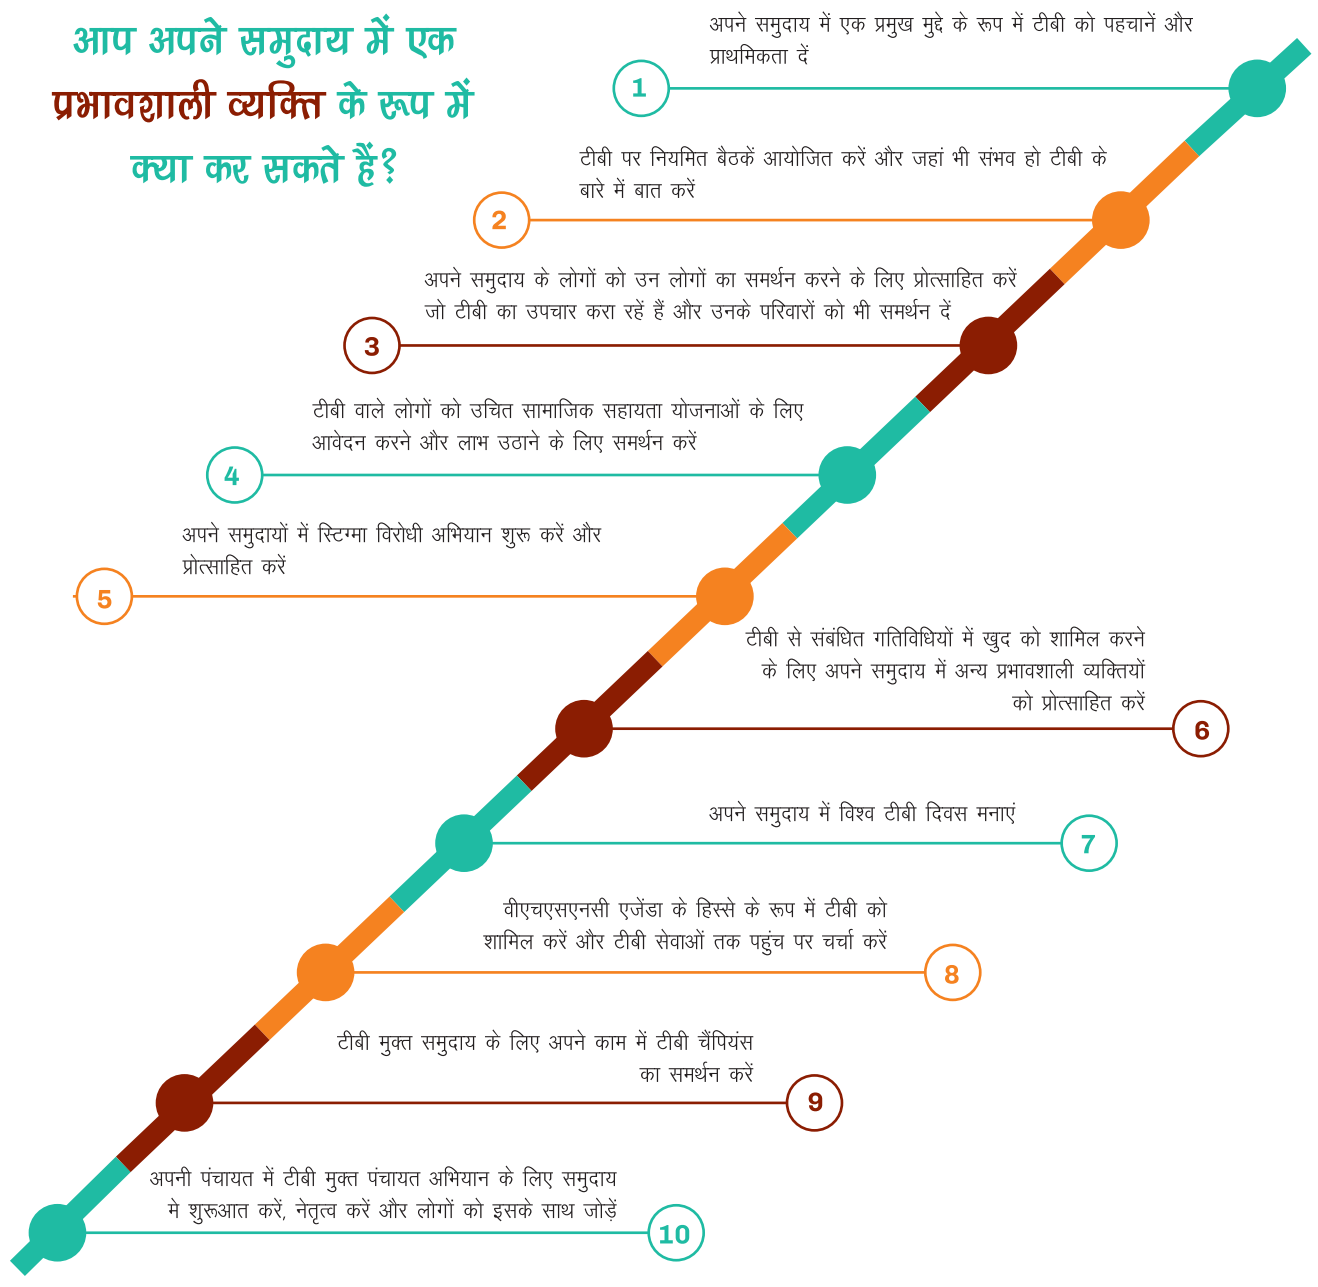 आप अपने समुदाय में एक
प्रभावशाली व्यक्ति के रूप में
क्या कर सकते हैं?
अपने समुदाय में एक प्रमुख मुद्दे के रूप में टीबी को पहचानें और
प्राथमिकता दें
1
टीबी पर नियमित बैठकें आयोजित करें और जहां भी संभव हो टीबी के
बारे में बात करें
2
अपने समुदाय के लोगों को उन लोगों का समर्थन करने के लिए प्रोत्साहित करें
जो टीबी का उपचार करा रहें हैं और उनके परिवारों को भी समर्थन दें
3
टीबी वाले लोगों को उचित सामाजिक सहायता योजनाओं के लिए
आवेदन करने और लाभ उठाने के लिए समर्थन करें
4
अपने समुदायों में स्टिग्मा विरोधी अभियान शुरू करें और
प्रोत्साहित करें
5
टीबी से संबंधित गतिविधियों में खुद को शामिल करने
के लिए अपने समुदाय में अन्य प्रभावशाली व्यक्तियों
को प्रोत्साहित करें
6
अपने समुदाय में विश्व टीबी दिवस मनाएं
7
वीएचएसएनसी एजेंडा के हिस्से के रूप में टीबी को
शामिल करें और टीबी सेवाओं तक पहुंच पर चर्चा करें
8
टीबी मुक्त समुदाय के लिए अपने काम में टीबी चैंपियंस
का समर्थन करें
9
अपनी पंचायत में टीबी मुक्त पंचायत अभियान के लिए समुदाय
मे शुरूआत करें, नेतृत्व करें और लोगों को इसके साथ जोड़ें
10